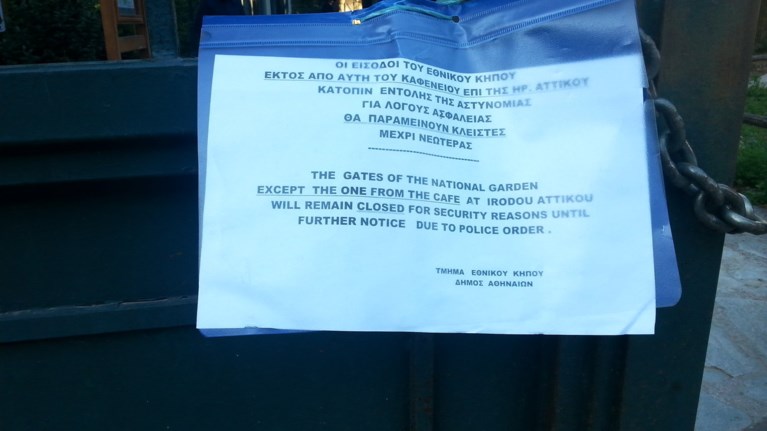 ΟΙ ΕΙΣΟΔΟΙ ΤΟΥ ΕΘΝΙΚΟΥ ΚΗΠΟΥ
ΕΚΤΟΣ ΑΠΟ ΑΥΤΗ ΤΟΥ ΚΑΦΕΝΕΙΟΥ ΕΠΙ ΤΗΣ ΗΡ. ΑΤΤΙΚΟΥ
ΚΑΤΟΠΙΝ ΕΝΤΟΛΗΣ ΤΗΣ ΑΣΤΥΝΟΜΙΑΣ
ΓΙΑ ΛΟΓΟΥΣ ΑΣΦΑΛΕΙΑΣ
ΘΑ ΠΑΡΑΜΕΙΝΟΥΝ ΚΛΕΙΣΤΕΣ
ΜΕΧΡΙ ΝΕΩΤΕΡΑΣ
THE GATES OF THE NATIONAL GARDEN
EXCEPT THE ONE FROM THE CAFE AT IRODOU ATTIKOU
WILL REMAIN CLOSED FOR SECURITY REASONS UNTIL
FURTHER NOTICE DUE TO POLICE ORDER .
ΤΜΗΜΑ ΕΘΝΙΚΟΥ ΚΗΠΟΥ
ΔΗΜΟΣ ΑΘΗΝΑΙΩΝ